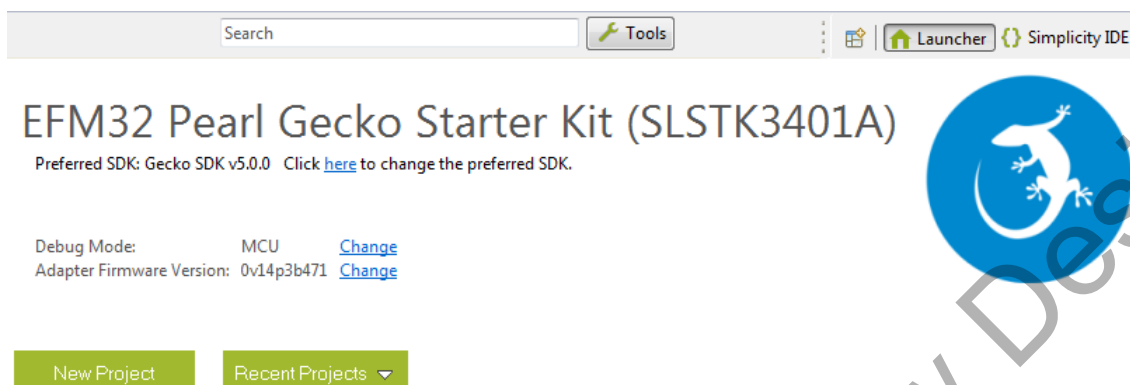 Search
Tools
Launcher {} Simplicity IDE
EFM32 Pearl Gecko Starter Kit (SLSTK3401A)
Preferred SDK: Gecko SDK v5.0.0 Click here to change the preferred SDK.
Debug Mode: MCU Change
Adapter Firmware Version: 0v14p3b471 Change
New Project
Recent Projects